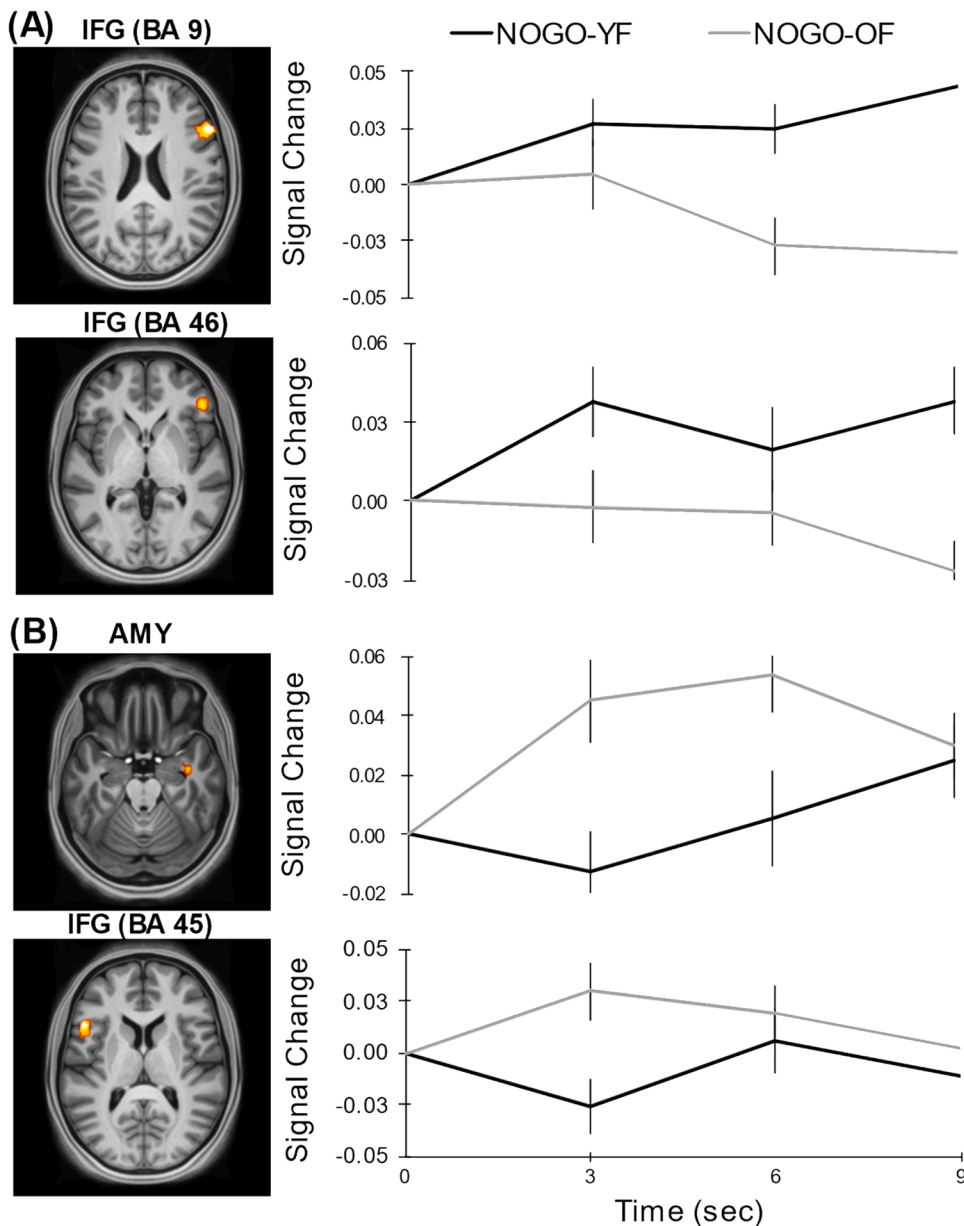 (A)
IFG (BA 9)
NOGO-YF NOGO-OF
Signal Change
0.05
0.03
0.00
-0.03
-0.05
IFG (BA 46)
Signal Change
0.06
0.03
0.00
-0.03
(B) AMY
Signal Change
0.06
0.04
0.02
0.00
-0.02
IFG (BA 45)
Signal Change
0.05
0.03
0.00
-0.03
-0.05
0 3 6 9
Time (sec)